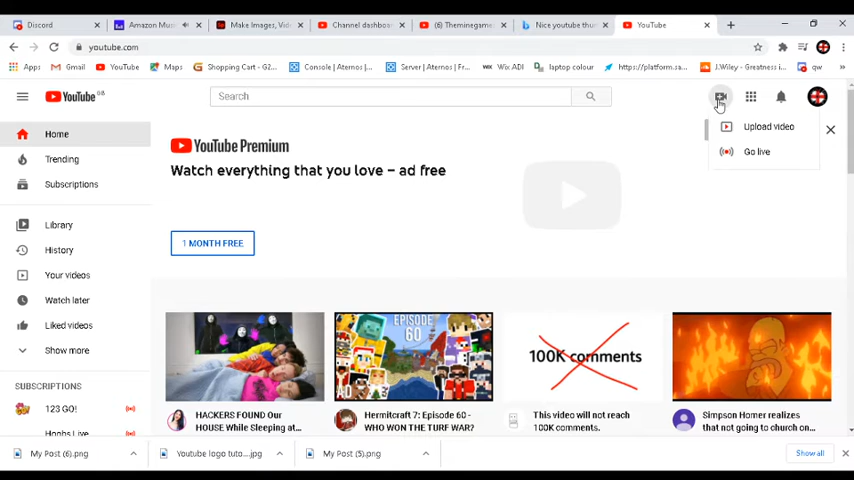 Discord
Amazon Musi
Make Images, Vid
Channel dashboa
(6) Theminegame
Nice youtube thu
YouTube
youtube.com
Apps
Gmail
YouTube
Maps
Shopping Cart - G2...
Console | Aternos |...
Server | Aternos | Fr...
WiX
Wix ADI
laptop colour
https://platform.sa...
J.Wiley - Greatness i...
qw
YouTube GB
Search
Upload video
Go live
Home
Trending
Subscriptions
Library
History
Your videos
Watch later
Liked videos
Show more
SUBSCRIPTIONS
123 GO!
YouTube Premium
Watch everything that you love – ad free
1 MONTH FREE
EPISODE
60
100K comments
HACKERS FOUND Our
HOUSE While Sleeping at...
Hermitcraft 7: Episode 60 -
WHO WON THE TURF WAR?
This video will not reach
100K comments.
Simpson Homer realizes
that not going to church on...
My Post (6).png
Youtube logo tuto....jpg
My Post (5).png
Show all